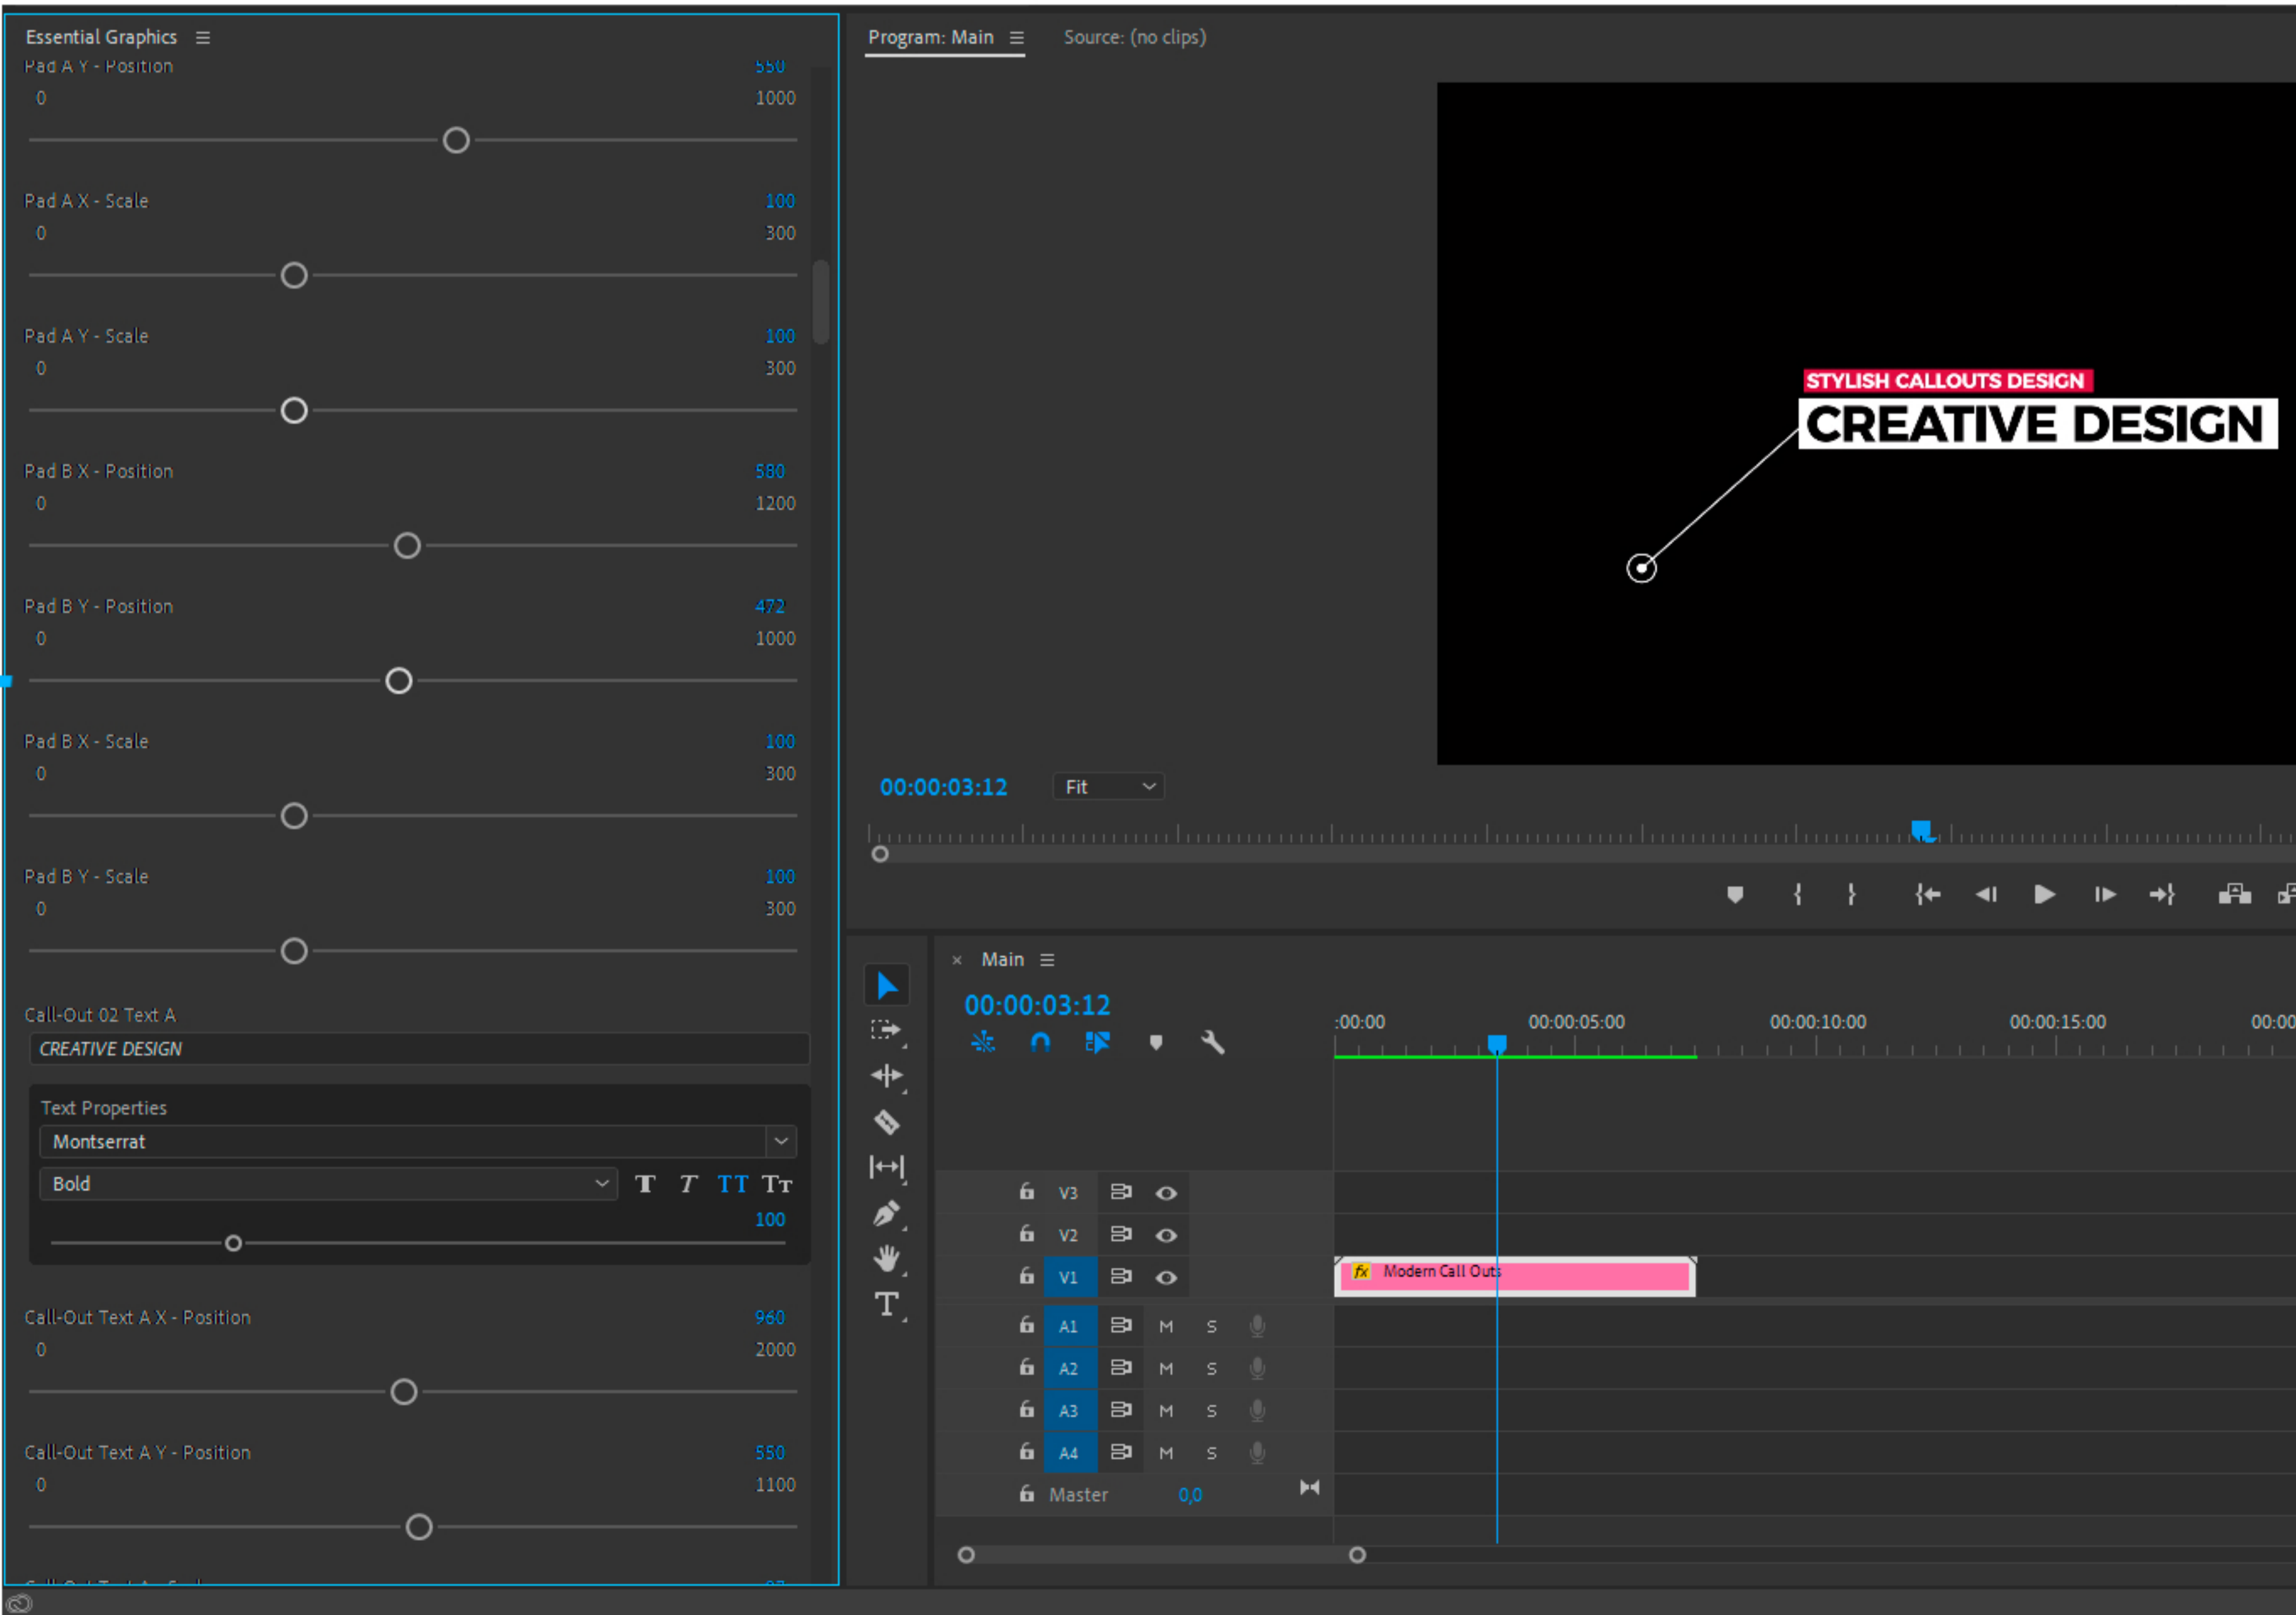 Essential Graphics
Pad A Y - Position 550
0 1000
Pad A X - Scale 100
0 300
Pad A Y - Scale 100
0 300
Pad B X - Position 580
0 1200
Pad B Y - Position 472
0 1000
Pad B X - Scale 100
0 300
Pad B Y - Scale 100
0 300
Call-Out 02 Text A
CREATIVE DESIGN
Text Properties
Montserrat
Bold T T TT Tт
100
Call-Out Text A X - Position 960
0 2000
Call-Out Text A Y - Position 550
0 1100
Program: Main Source: (no clips)
STYLISH CALLOUTS DESIGN
CREATIVE DESIGN
00:00:03:12 Fit
× Main
00:00:03:12
:00:00 00:00:05:00 00:00:10:00 00:00:15:00 00:00
V3
V2
V1 fx Modern Call Outs
A1 M S
A2 M S
A3 M S
A4 M S
Master 0,0